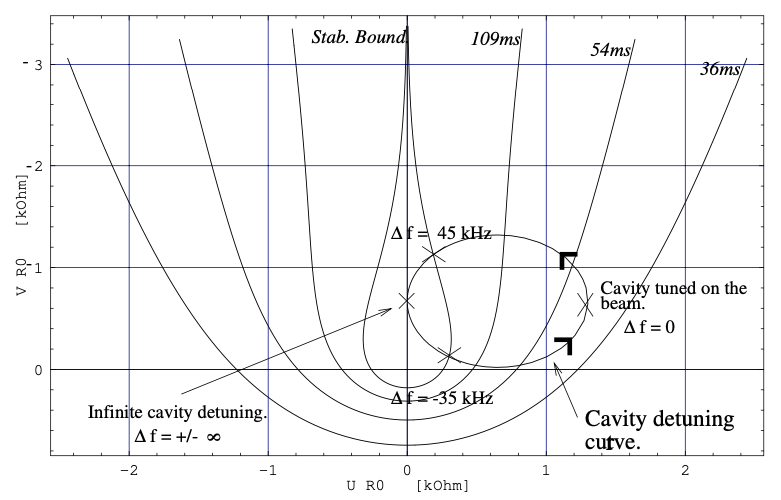 Stab. Bound.
109ms
54ms
36ms
- 3
-2
-1
0
V R0 [kOhm]
Δ f = 45 kHz
Cavity tuned on the
beam.
Δ f = 0
Δ f = -35 kHz
Infinite cavity detuning.
Δ f = +/- ∞
Cavity detuning
curve.
-2
-1
0
1
2
U R0 [kOhm]